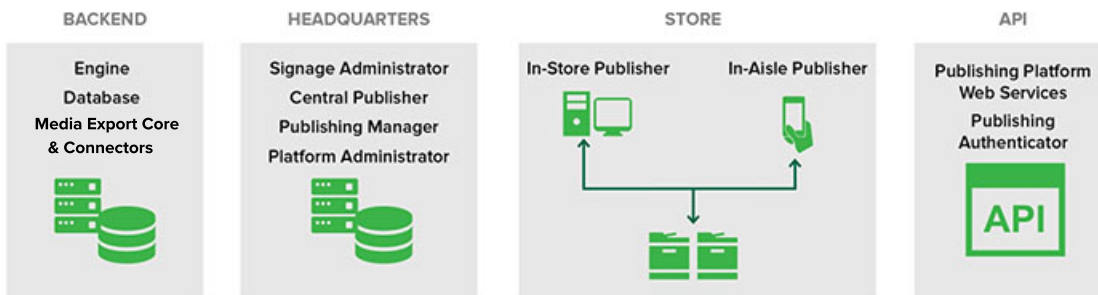 BACKEND
Engine
Database
Media Export Core
& Connectors
HEADQUARTERS
Signage Administrator
Central Publisher
Publishing Manager
Platform Administrator
STORE
In-Store Publisher
In-Aisle Publisher
API
Publishing Platform
Web Services
Publishing
Authenticator
API